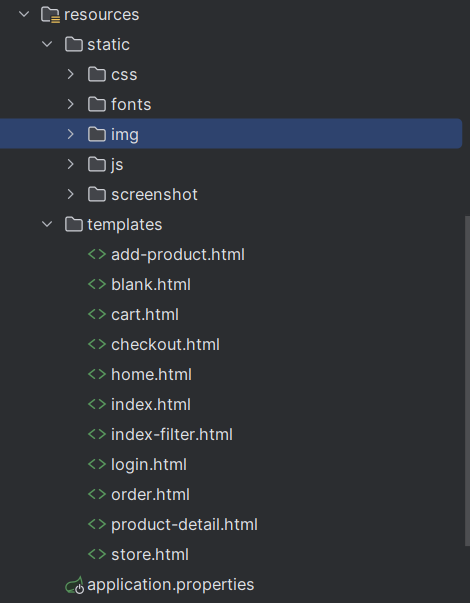 resources
static
css
fonts
img
js
screenshot
templates
add-product.html
blank.html
cart.html
checkout.html
home.html
index.html
index-filter.html
login.html
order.html
product-detail.html
store.html
application.properties